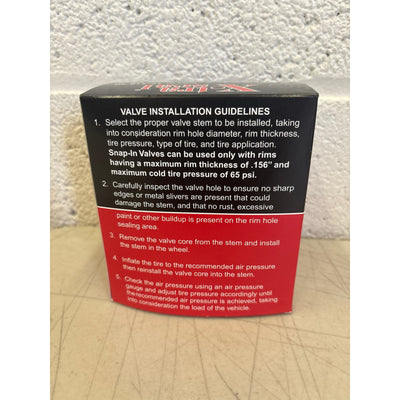 VALVE INSTALLATION GUIDELINES
1. Select the proper valve stem to be installed, taking
into consideration rim hole diameter, rim thickness,
tire pressure, type of tire, and tire application.
Snap-In Valves can be used only with rims
having a maximum rim thickness of .156" and
maximum cold tire pressure of 65 psi.
2. Carefully inspect the valve hole to ensure no sharp
edges or metal slivers are present that could
damage the stem, and that no rust, excessive
paint or other buildup is present on the rim hole
sealing area.
3. Remove the valve core from the stem and install
the stem in the wheel.
4. Inflate the tire to the recommended air pressure
then reinstall the valve core into the stem.
5. Check the air pressure using an air pressure
gauge and adjust tire pressure accordingly until
therecommended air pressure is achieved, taking
into consideration the load of the vehicle.